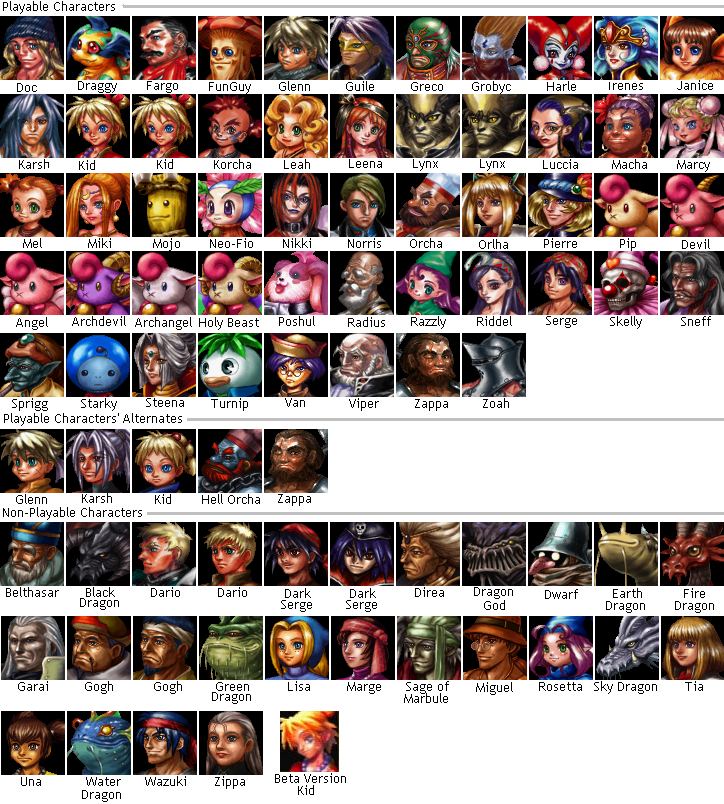 Playable Characters
Doc Draggy Fargo FunGuy Glenn Guile Greco Grobyc Harle Irenes Janice
Karsh Kid Kid Korcha Leah Leena Lynx Lynx Luccia Macha Marcy
Mel Miki Mojo Neo-Fio Nikki Norris Orcha Orlha Pierre Pip Devil
Angel Archdevil Archangel Holy Beast Poshul Radius Razzly Riddel Serge Skelly Sneff
Sprigg Starky Steena Turnip Van Viper Zappa Zoah
Playable Characters' Alternates
Glenn Karsh Kid Hell Orcha Zappa
Non-Playable Characters
Belthasar Black Dragon Dario Dario Dark Serge Dark Serge Direa Dragon God Dwarf Earth Dragon Fire Dragon
Garai Gogh Gogh Green Dragon Lisa Marge Sage of Marbule Miguel Rosetta Sky Dragon Tia
Una Water Dragon Wazuki Zippa Beta Version Kid